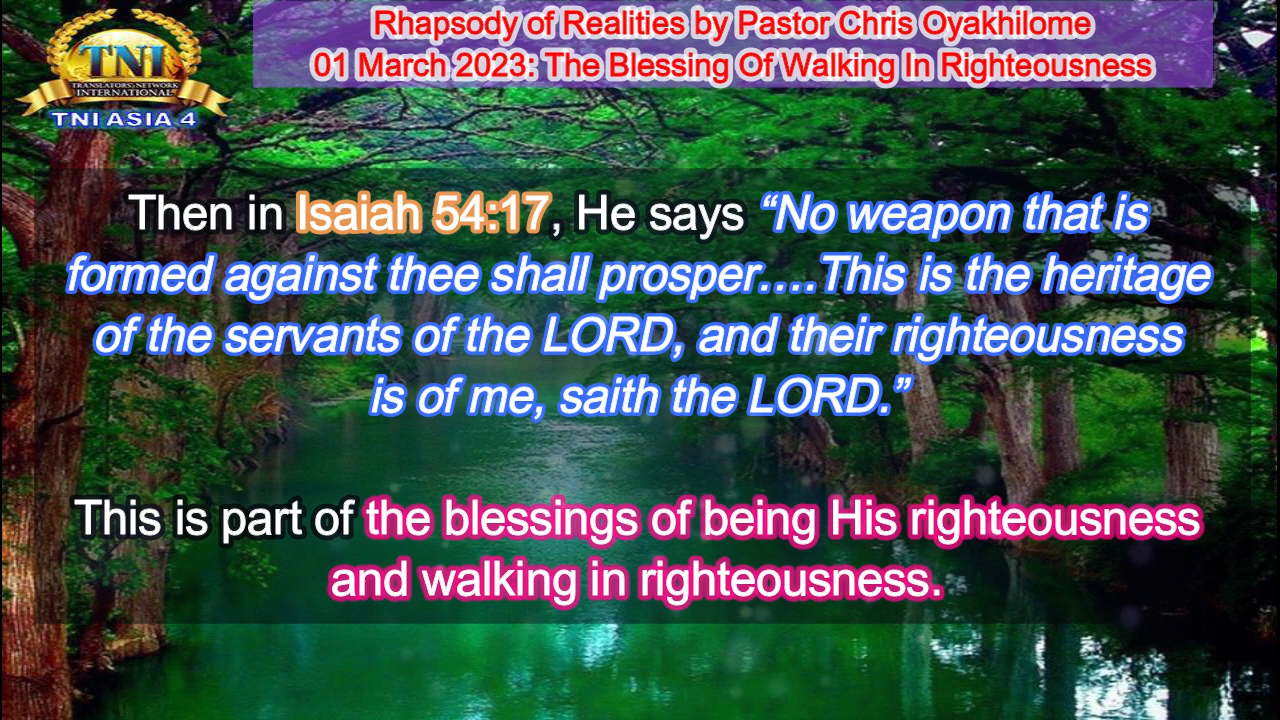 Rhapsody of Realities by Pastor Chris Oyakhilome
01 March 2023: The Blessing Of Walking In Righteousness
TNI
TRANSLATORS NETWORK
INTERNATIONAL
TNI ASIA 4
Then in Isaiah 54:17, He says “No weapon that is
formed against thee shall prosper....This is the heritage
of the servants of the LORD, and their righteousness
is of me, saith the LORD.”
This is part of the blessings of being His righteousness
and walking in righteousness.